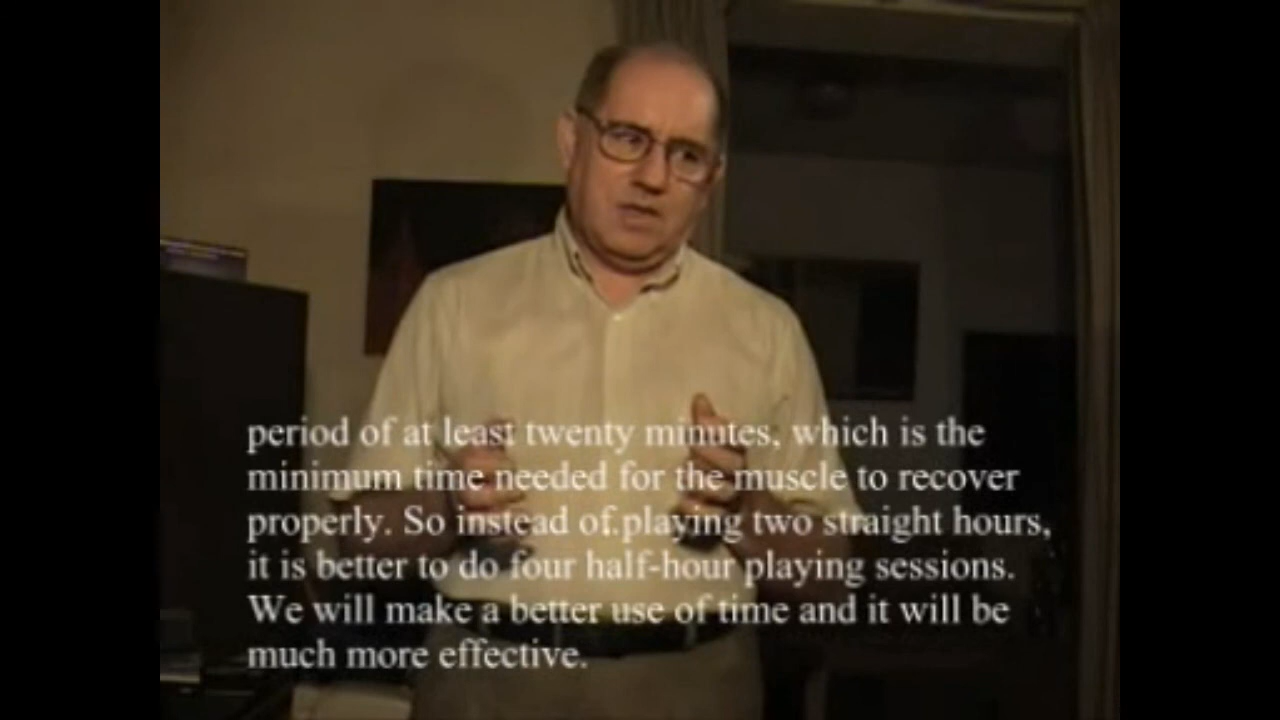 period of at least twenty minutes, which is the
minimum time needed for the muscle to recover
properly. So instead of playing two straight hours,
it is better to do four half-hour playing sessions.
We will make a better use of time and it will be
much more effective.